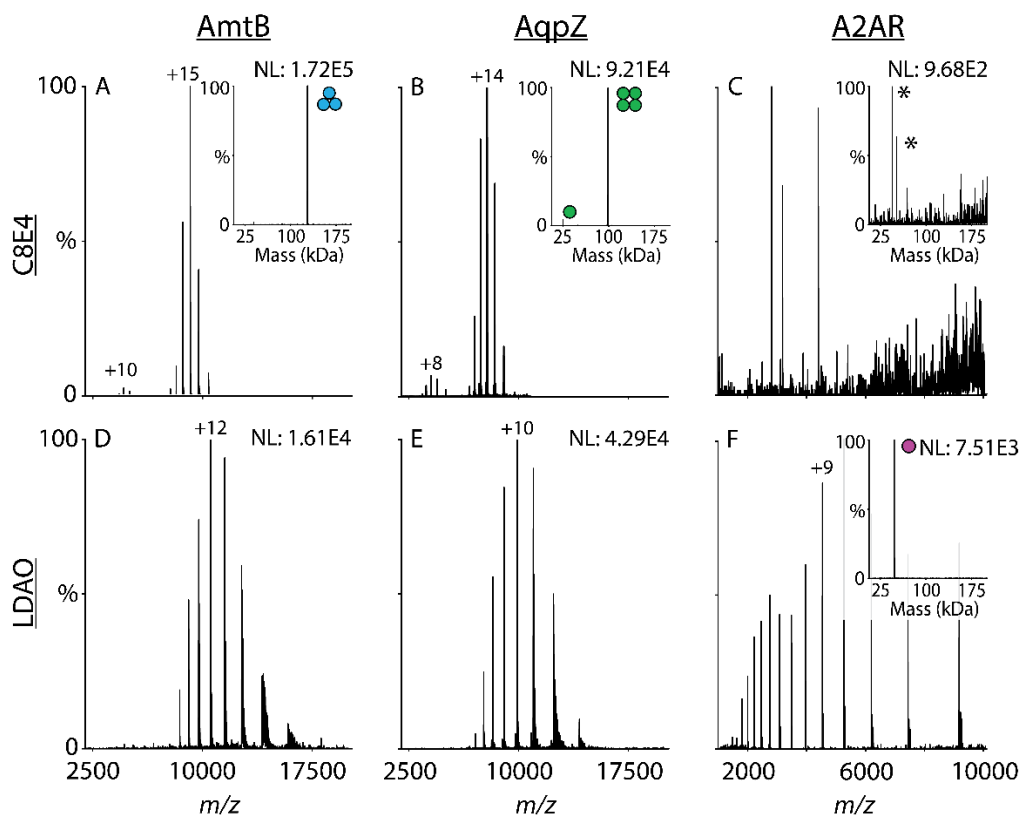 AmtB
AqpZ
A2AR
C8E4
100
%
0
A
+15
+10
NL: 1.72E5
100
%
0
25 100 175
Mass (kDa)
B
+14
+8
NL: 9.21E4
100
%
0
25 100 175
Mass (kDa)
C
NL: 9.68E2
100
%
0
* 
*
25 100 175
Mass (kDa)
LDAO
100
%
0
D
+12
NL: 1.61E4
2500 10000 17500
m/z
E
+10
NL: 4.29E4
2500 10000 17500
m/z
F
+9
NL: 7.51E3
100
%
0
25 100 175
Mass (kDa)
2000 6000 10000
m/z